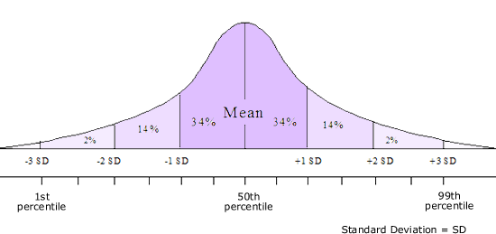 Mean
34% 34%
14% 14%
2% 2%
-3 SD -2 SD -1 SD +1 SD +2 SD +3 SD
1st percentile
50th percentile
99th percentile
Standard Deviation = SD